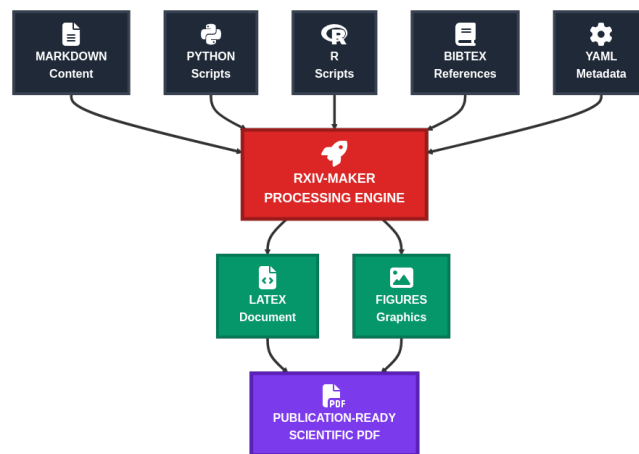 MARKDOWN
Content
PYTHON
Scripts
R
Scripts
BIBTEX
References
YAML
Metadata
RXIV-MAKER
PROCESSING ENGINE
LATEX
Document
FIGURES
Graphics
PDF
PUBLICATION-READY
SCIENTIFIC PDF